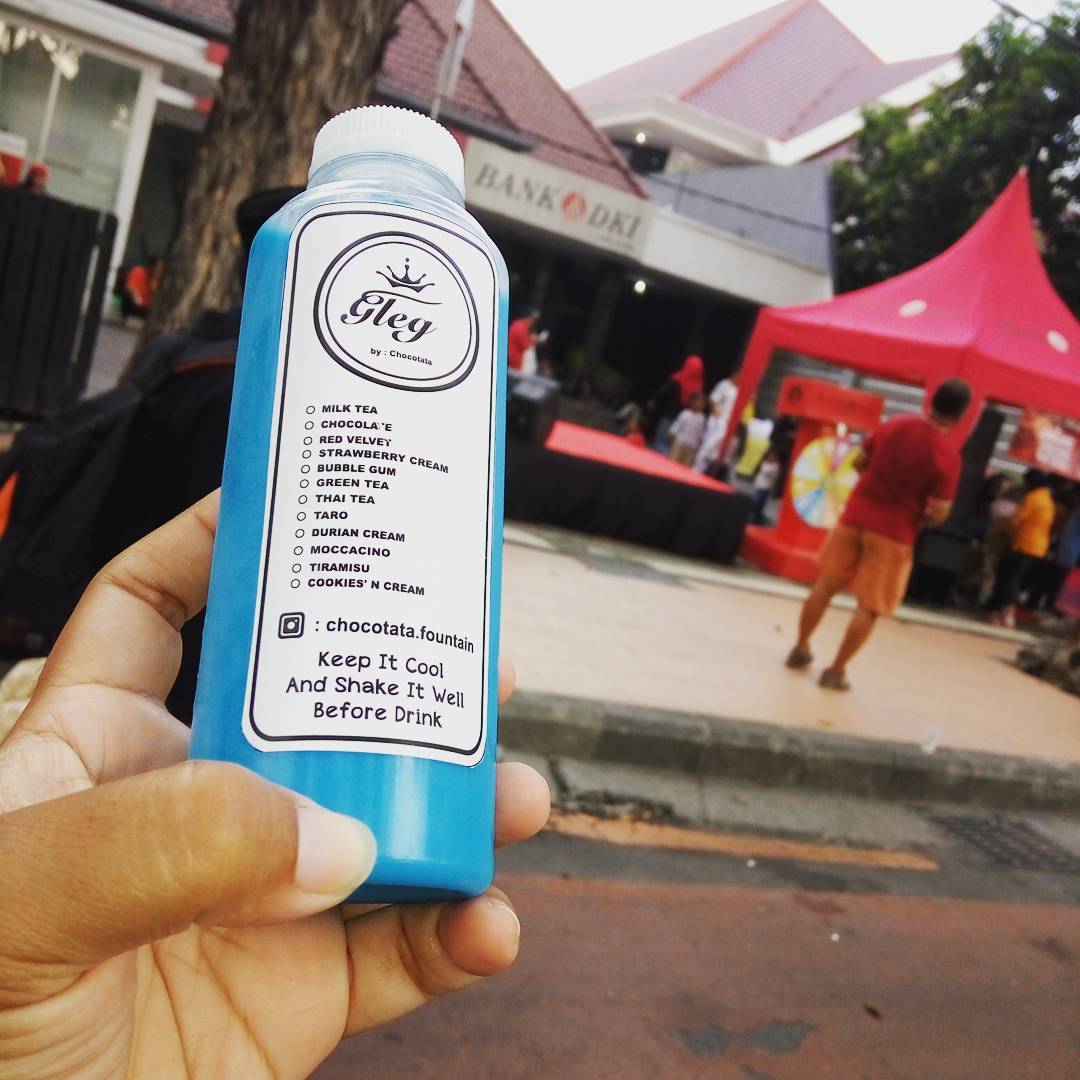 Gleg
by : Chocotata
MILK TEA
CHOCOLATE
RED VELVET
STRAWBERRY CREAM
BUBBLE GUM
GREEN TEA
THAI TEA
TARO
DURIAN CREAM
MOCCACINO
TIRAMISU
COOKIES' N CREAM
: chocotata.fountain
Keep It Cool
And Shake It Well
Before Drink
BANK DKI